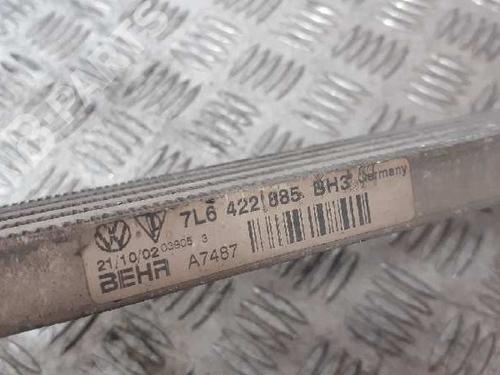 B PARTS
7L6 422 885 BH3 Germany
21/10/02 03905 3
BEHR A7487